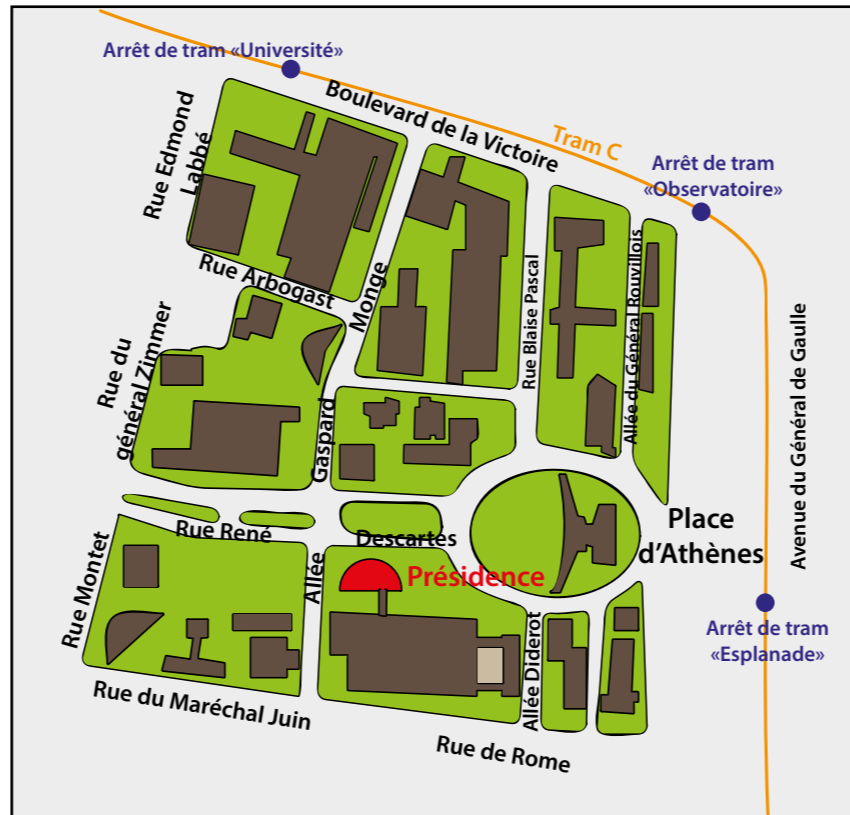 Arrêt de tram «Université»
Boulevard de la Victoire
Tram C
Arrêt de tram
«Observatoire»
Rue Edmond
Labbé
Rue Arbogast
Rue Blaise Pascal
Allée du Général Rouvillois
Avenue du Général de Gaulle
Rue du
général Zimmer
Allée Gaspard Monge
Rue René Descartes
Place
d'Athènes
Présidence
Rue Montet
Allée Diderot
Arrêt de tram
«Esplanade»
Rue du Maréchal Juin
Rue de Rome